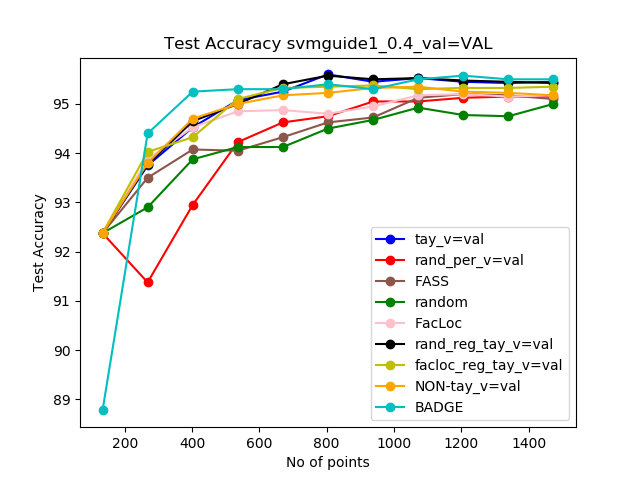 Test Accuracy svmguide1_0.4_val=VAL
Test Accuracy
95
94
93
92
91
90
89
tay_v=val
rand_per_v=val
FASS
random
FacLoc
rand_reg_tay_v=val
facloc_reg_tay_v=val
NON-tay_v=val
BADGE
200 400 600 800 1000 1200 1400
No of points